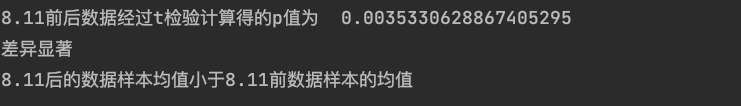 8.11前后数据经过t检验计算得的p值为  0.0035330628867405295
差异显著
8.11后的数据样本均值小于8.11前数据样本的均值